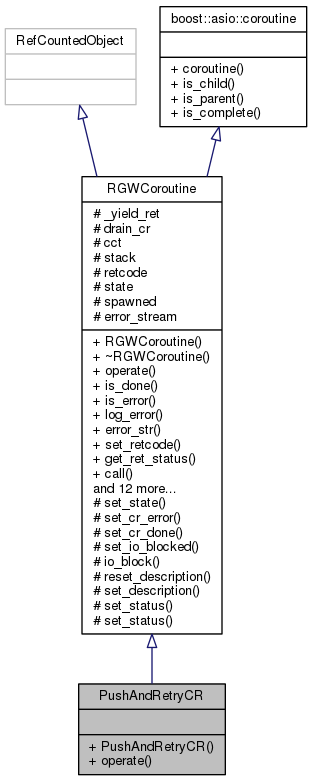 RefCountedObject
boost::asio::coroutine
+ coroutine()
+ is_child()
+ is_parent()
+ is_complete()
RGWCoroutine
# _yield_ret
# drain_cr
# cct
# stack
# retcode
# state
# spawned
# error_stream
+ RGWCoroutine()
+ ~RGWCoroutine()
+ operate()
+ is_done()
+ is_error()
+ log_error()
+ error_str()
+ set_retcode()
+ get_ret_status()
+ call()
and 12 more...
# set_state()
# set_cr_error()
# set_cr_done()
# set_io_blocked()
# io_block()
# reset_description()
# set_description()
# set_status()
# set_status()
PushAndRetryCR
+ PushAndRetryCR()
+ operate()